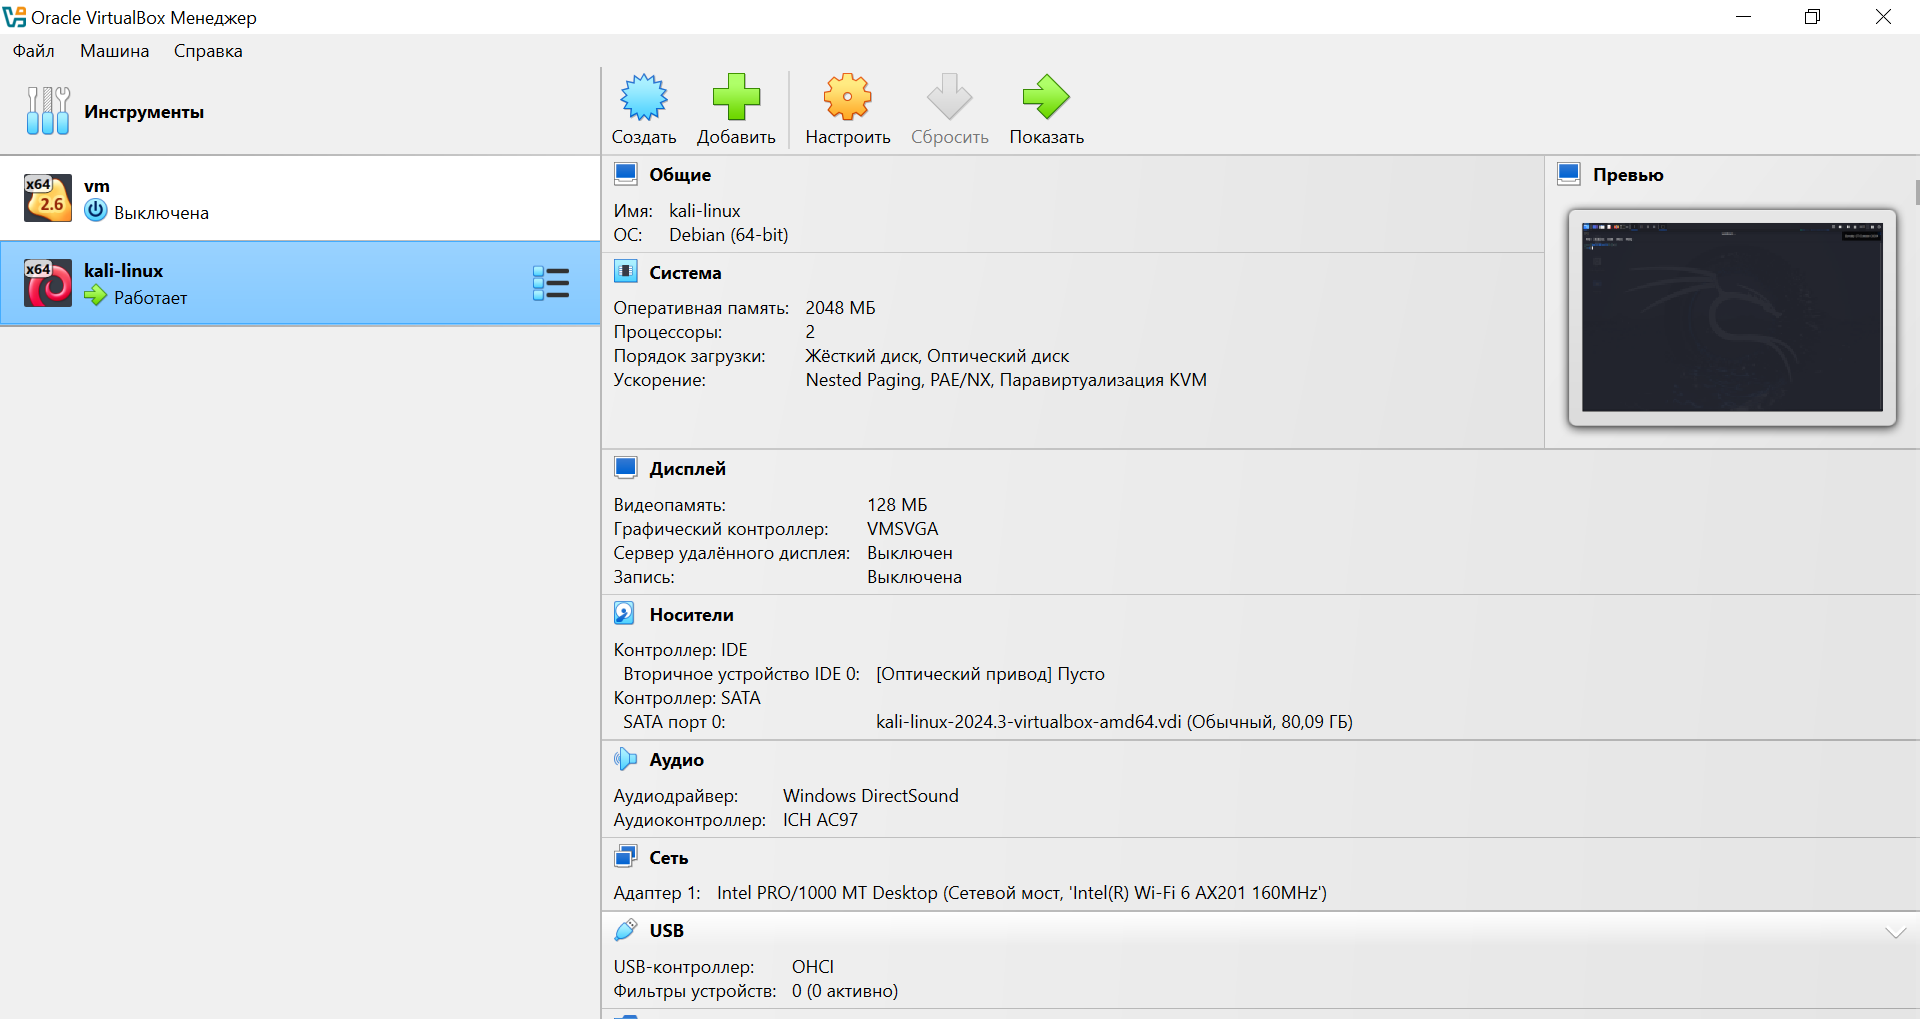 Oracle VirtualBox Менеджер
Файл Машина Справка
Инструменты
Создать Добавить Настроить Сбросить Показать
x64
2.6
vm
Выключена
x64
kali-linux
Работает
Общие
Имя: kali-linux
ОС: Debian (64-bit)
Превью
Система
Оперативная память: 2048 МБ
Процессоры: 2
Порядок загрузки: Жёсткий диск, Оптический диск
Ускорение: Nested Paging, PAE/NX, Паравиртуализация KVM
Дисплей
Видеопамять: 128 МБ
Графический контроллер: VMSVGA
Сервер удалённого дисплея: Выключен
Запись: Выключена
Носители
Контроллер: IDE
Вторичное устройство IDE 0: [Оптический привод] Пусто
Контроллер: SATA
SATA порт 0: kali-linux-2024.3-virtualbox-amd64.vdi (Обычный, 80,09 ГБ)
Аудио
Аудиодрайвер: Windows DirectSound
Аудиоконтроллер: ICH AC97
Сеть
Адаптер 1: Intel PRO/1000 MT Desktop (Сетевой мост, 'Intel(R) Wi-Fi 6 AX201 160MHz')
USB
USB-контроллер: OHCI
Фильтры устройств: 0 (0 активно)